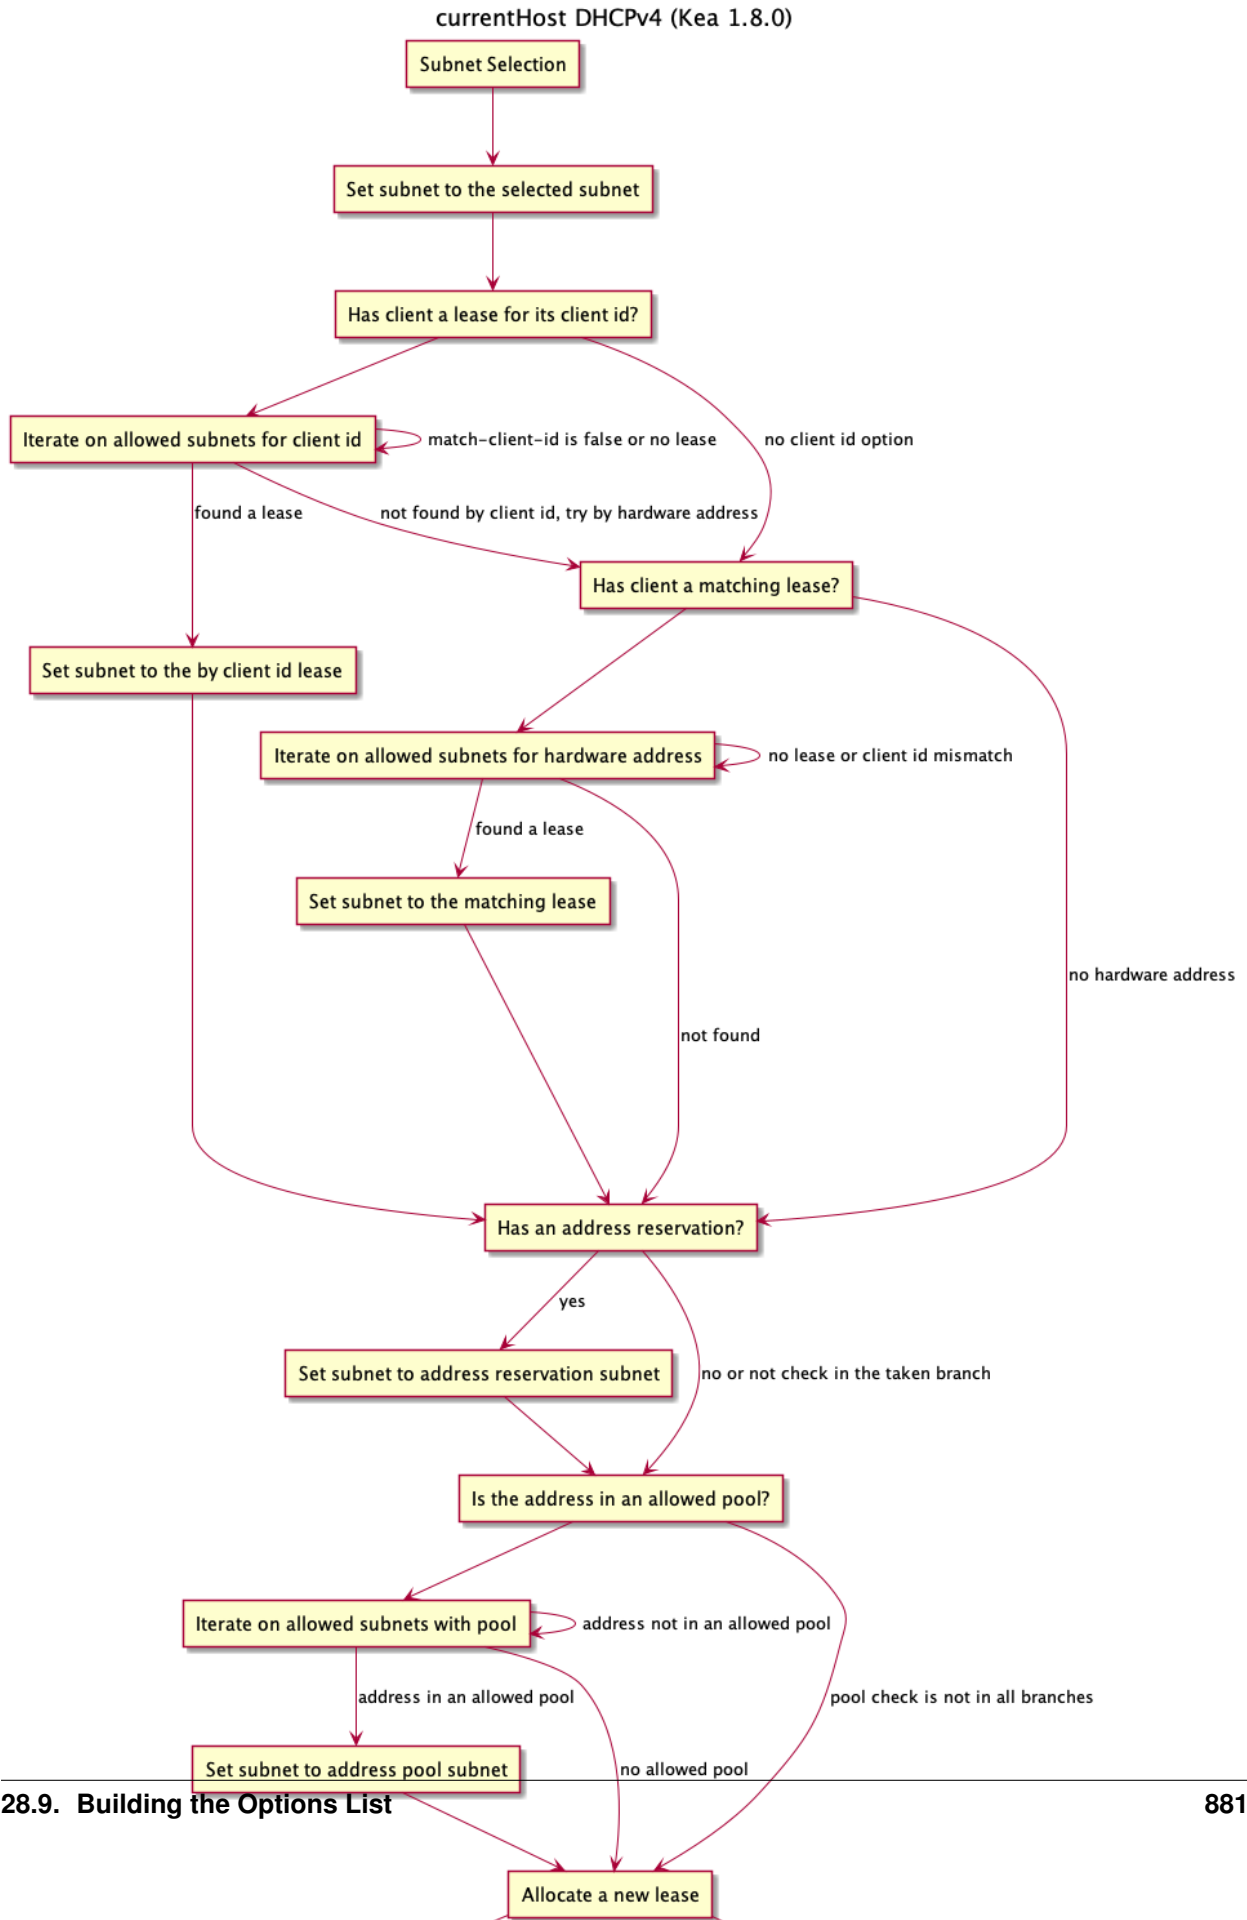 currentHost DHCPv4 (Kea 1.8.0)
Subnet Selection
Set subnet to the selected subnet
Has client a lease for its client id?
Iterate on allowed subnets for client id
match-client-id is false or no lease
no client id option
found a lease
not found by client id, try by hardware address
Has client a matching lease?
Set subnet to the by client id lease
Iterate on allowed subnets for hardware address
no lease or client id mismatch
found a lease
Set subnet to the matching lease
no hardware address
not found
Has an address reservation?
yes
Set subnet to address reservation subnet
no or not check in the taken branch
Is the address in an allowed pool?
Iterate on allowed subnets with pool
address not in an allowed pool
address in an allowed pool
pool check is not in all branches
Set subnet to address pool subnet
no allowed pool
28.9. Building the Options List
881
Allocate a new lease